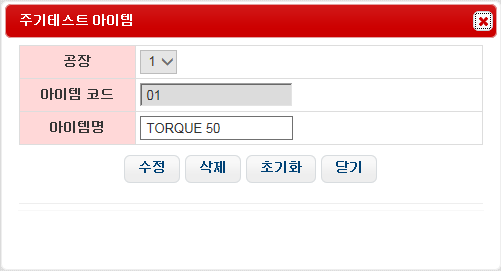 주기테스트 아이템
공장 1
아이템 코드 01
아이템명 TORQUE 50
수정 삭제 초기화 닫기